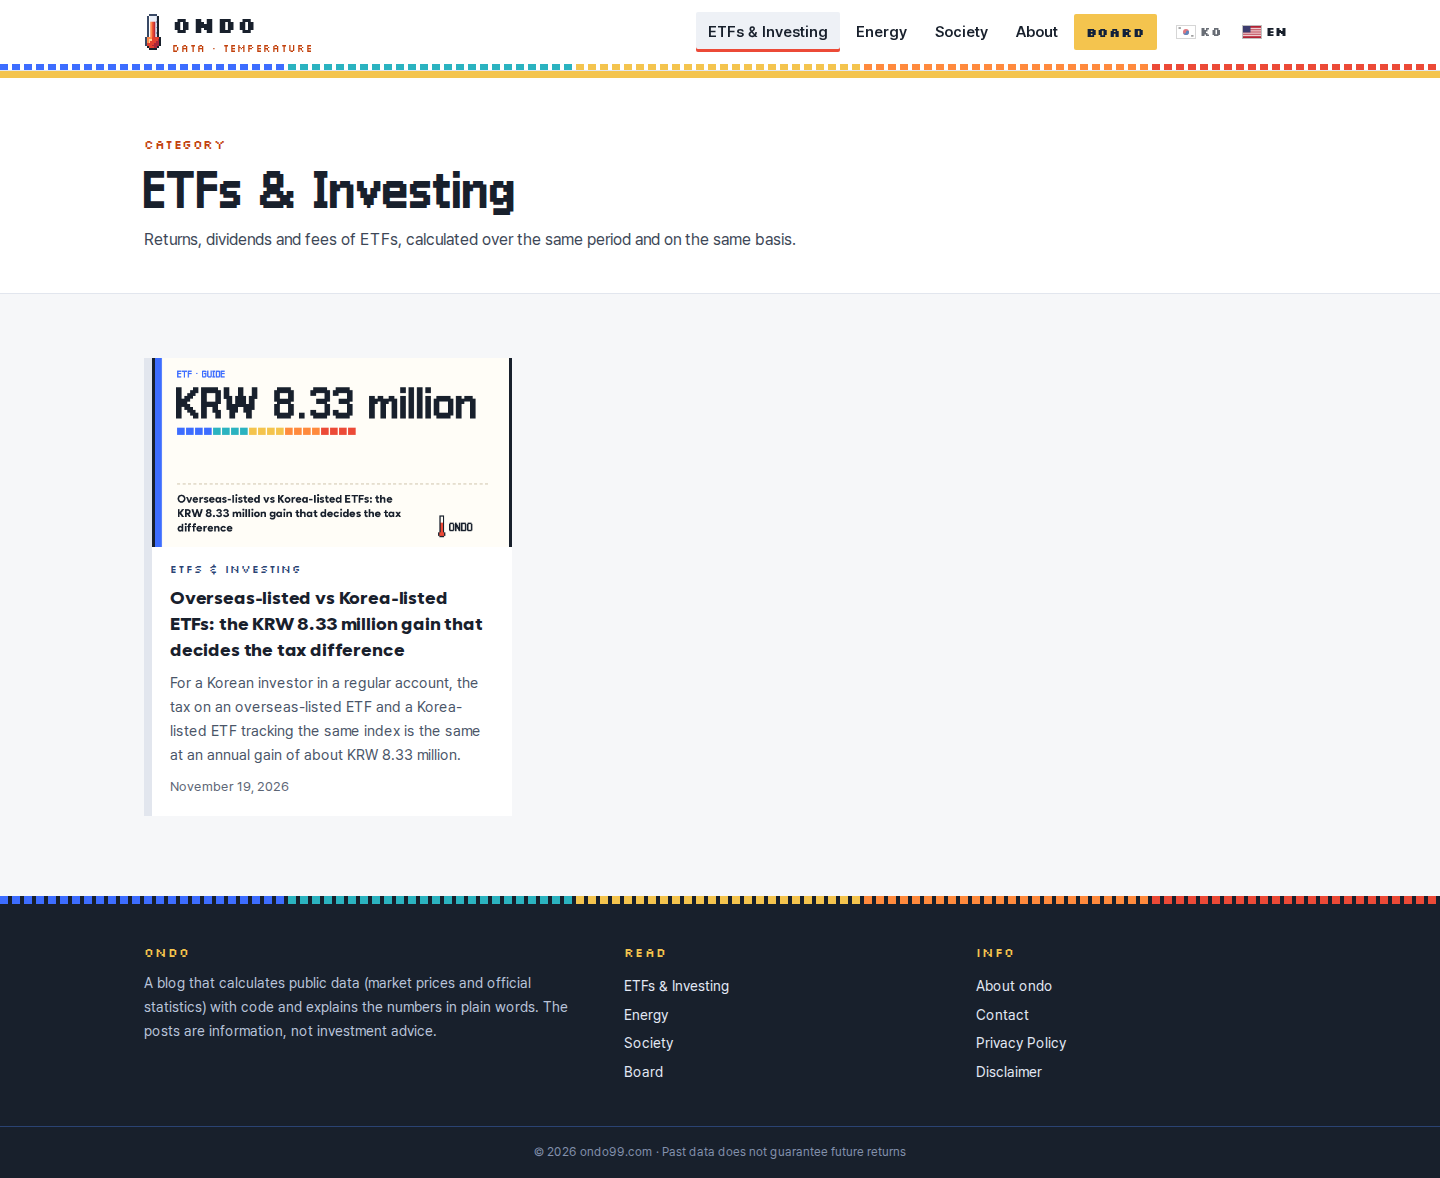 ONDO
DATA · TEMPERATURE
ETFs & Investing
Energy
Society
About
BOARD
KO
EN
CATEGORY
ETFs & Investing
Returns, dividends and fees of ETFs, calculated over the same period and on the same basis.
ETF · GUIDE
KRW 8.33 million
Overseas-listed vs Korea-listed ETFs: the
KRW 8.33 million gain that decides the tax
difference
ONDO
ETFS & INVESTING
Overseas-listed vs Korea-listed
ETFs: the KRW 8.33 million gain that
decides the tax difference
For a Korean investor in a regular account, the
tax on an overseas-listed ETF and a Korea-
listed ETF tracking the same index is the same
at an annual gain of about KRW 8.33 million.
November 19, 2026
ONDO
A blog that calculates public data (market prices and official
statistics) with code and explains the numbers in plain words. The
posts are information, not investment advice.
READ
ETFs & Investing
Energy
Society
Board
INFO
About ondo
Contact
Privacy Policy
Disclaimer
© 2026 ondo99.com · Past data does not guarantee future returns